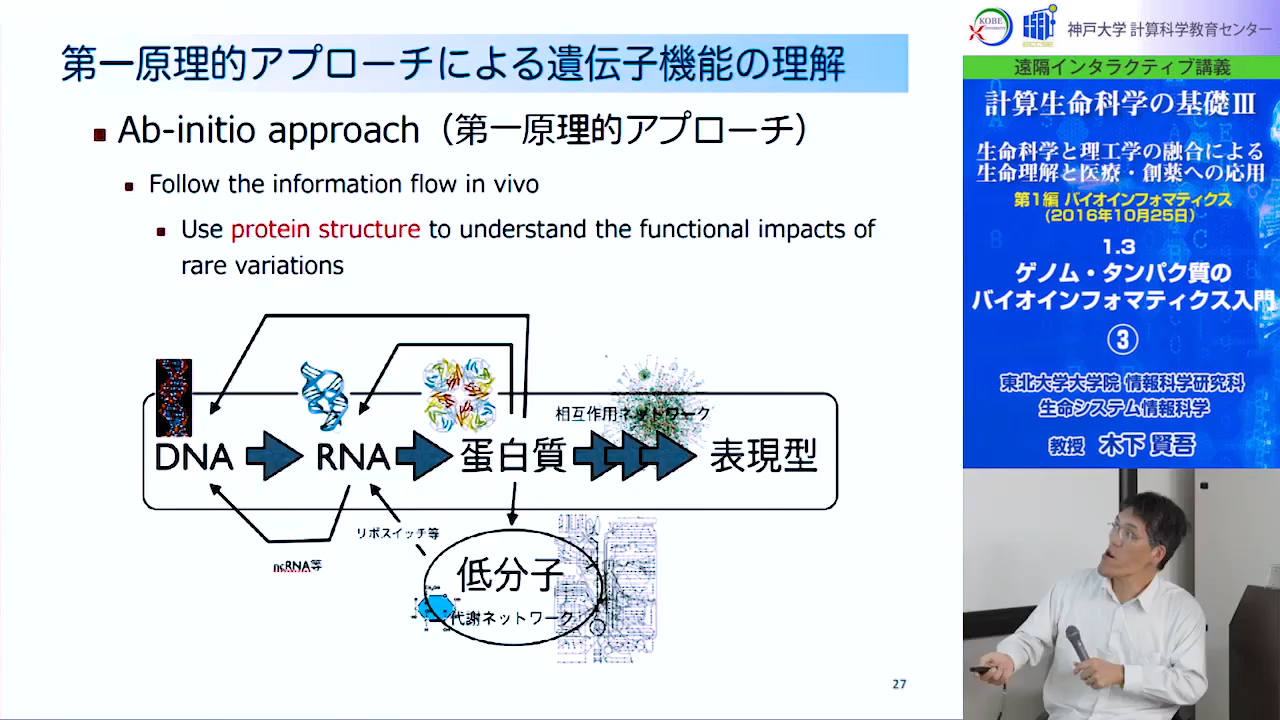 第一原理的アプローチによる遺伝子機能の理解
Ab-initio approach（第一原理的アプローチ）
Follow the information flow in vivo
Use protein structure to understand the functional impacts of
rare variations
相互作用ネットワーク
DNA RNA 蛋白質 表現型
リボスイッチ等
ncRNA等
低分子
代謝ネットワーク
27
KOBE
神戸大学 計算科学教育センター
遠隔インタラクティブ講義
計算生命科学の基礎Ⅲ
生命科学と理工学の融合による
生命理解と医療・創薬への応用
第1編 バイオインフォマティクス
(2016年10月25日)
1.3
ゲノム・タンパク質の
バイオインフォマティクス入門
③
東北大学大学院 情報科学研究科
生命システム情報科学
教授 木下 賢吾